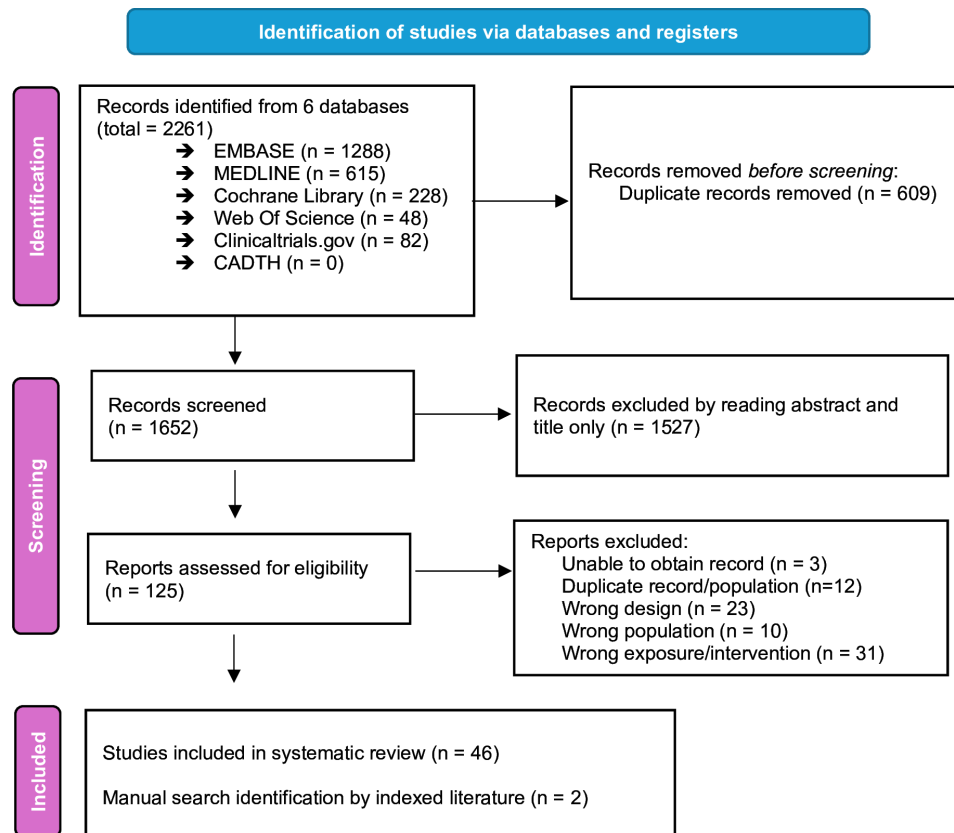 Identification of studies via databases and registers
Identification
Records identified from 6 databases
(total = 2261)
➔ EMBASE (n = 1288)
➔ MEDLINE (n = 615)
➔ Cochrane Library (n = 228)
➔ Web Of Science (n = 48)
➔ Clinicaltrials.gov (n = 82)
➔ CADTH (n = 0)
Records removed before screening:
Duplicate records removed (n = 609)
Screening
Records screened
(n = 1652)
Records excluded by reading abstract and
title only (n = 1527)
Reports assessed for eligibility
(n = 125)
Reports excluded:
Unable to obtain record (n = 3)
Duplicate record/population (n=12)
Wrong design (n = 23)
Wrong population (n = 10)
Wrong exposure/intervention (n = 31)
Included
Studies included in systematic review (n = 46)
Manual search identification by indexed literature (n = 2)